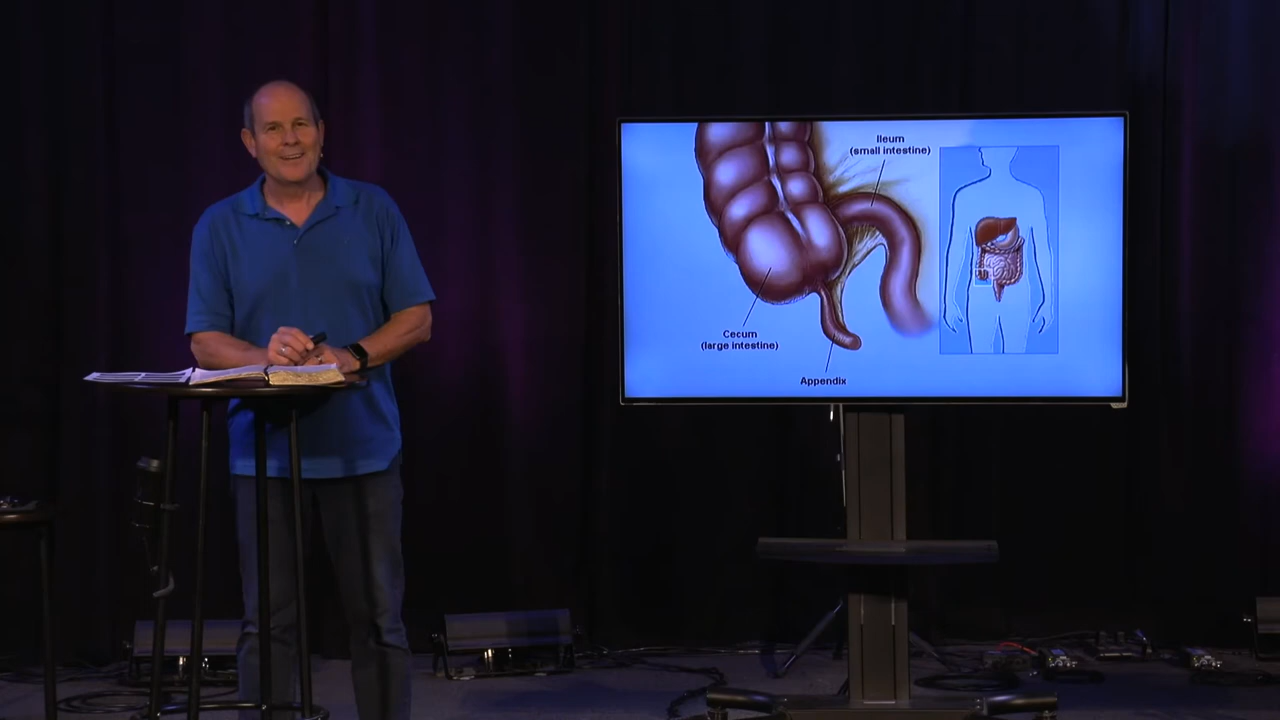 Ileum
(small intestine)
Cecum
(large intestine)
Appendix